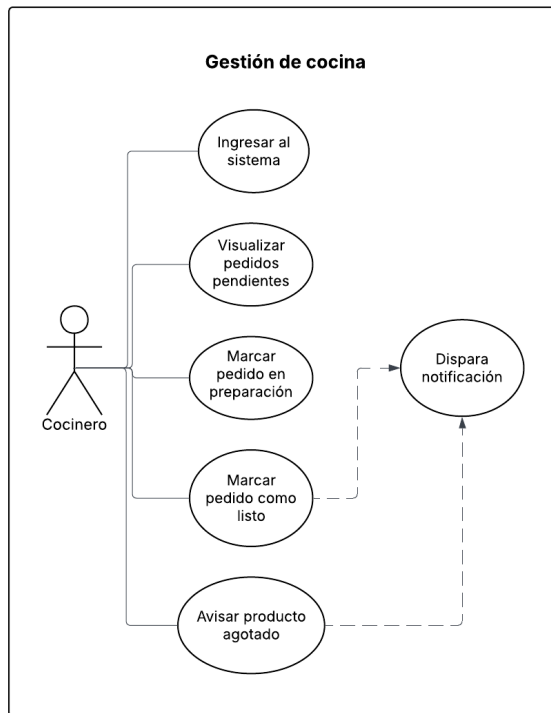 Gestión de cocina
Ingresar al
sistema
Visualizar
pedidos
pendientes
Marcar
pedido en
preparación
Dispara
notificación
Cocinero
Marcar
pedido como
listo
Avisar producto
agotado